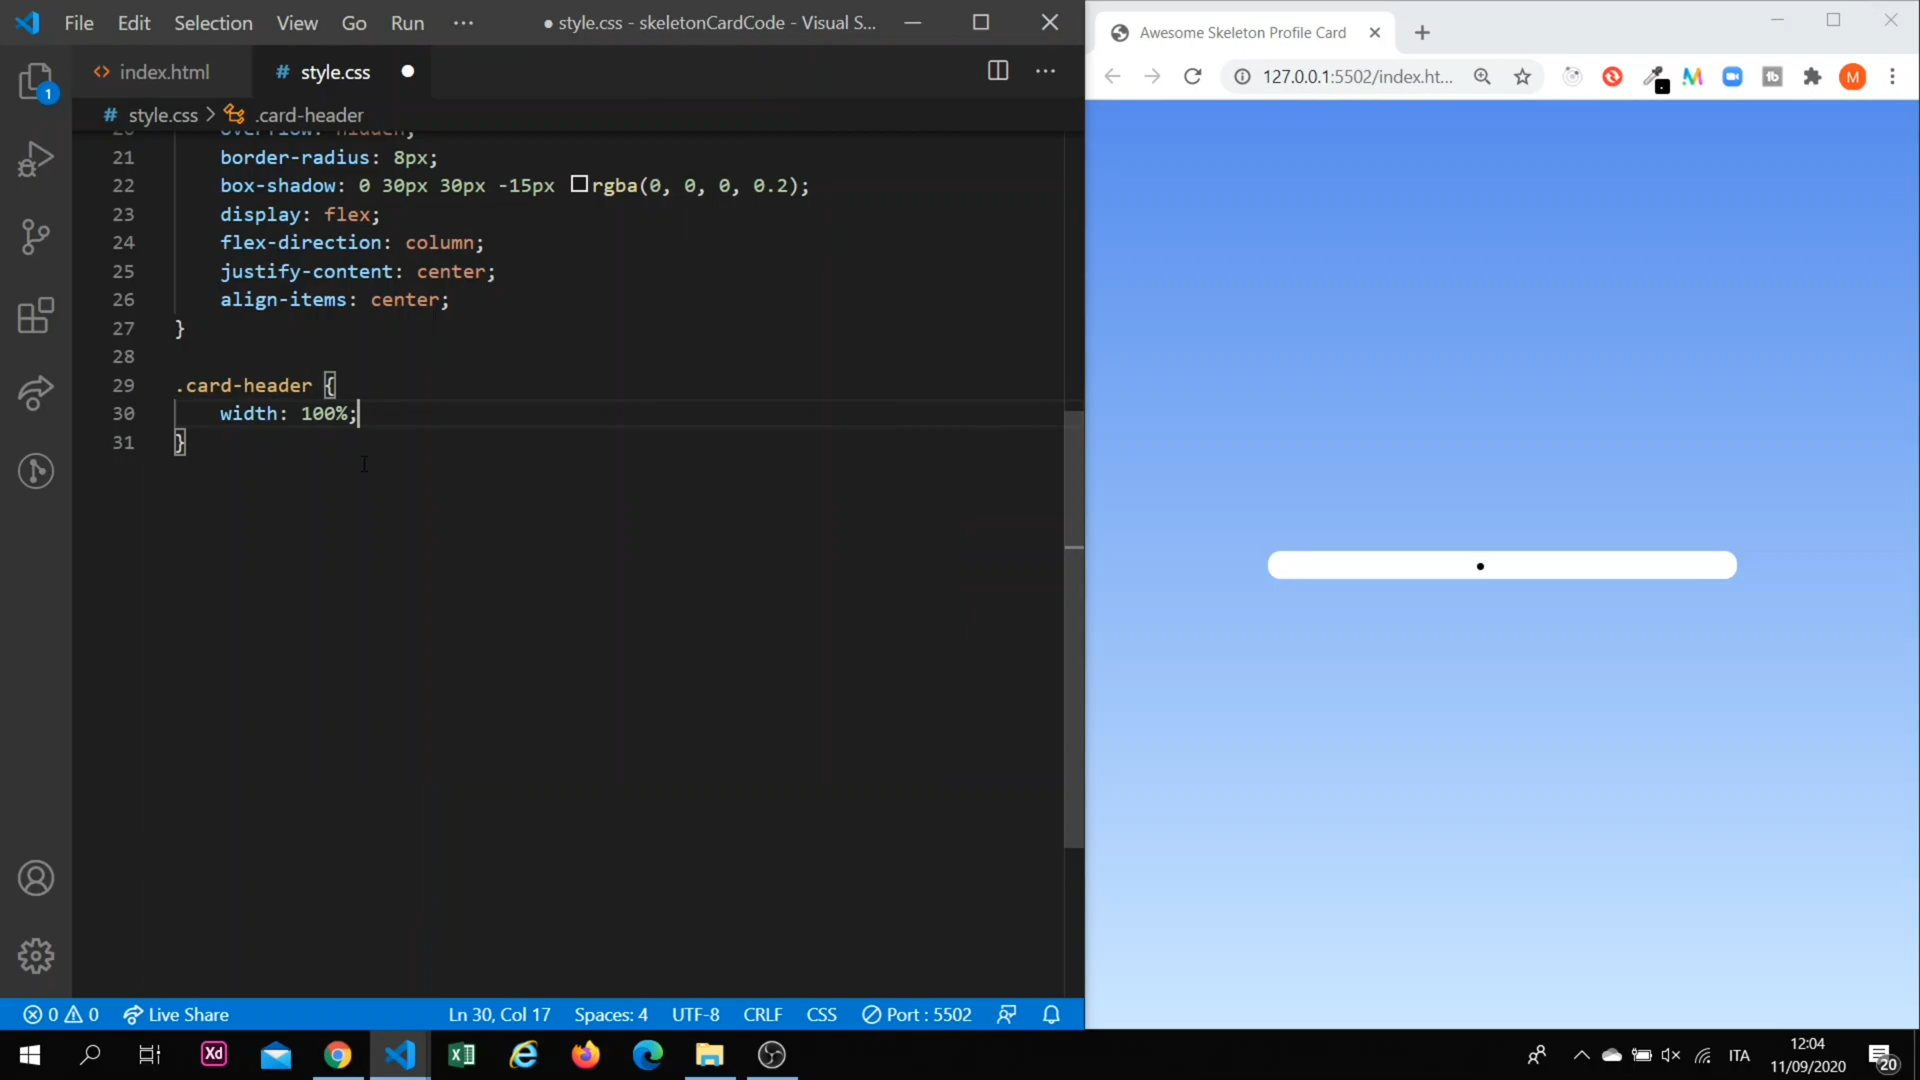 File Edit Selection View Go Run ··· ● style.css - skeletonCardCode - Visual S...
index.html
style.css
style.css > .card-header
overflow: hidden;
21 border-radius: 8px;
22 box-shadow: 0 30px 30px -15px rgba(0, 0, 0, 0.2);
23 display: flex;
24 flex-direction: column;
25 justify-content: center;
26 align-items: center;
27 }
28
29 .card-header {
30 width: 100%;
31 }
1
0 0 Live Share Ln 30, Col 17 Spaces: 4 UTF-8 CRLF CSS Port : 5502
Awesome Skeleton Profile Card
127.0.0.1:5502/index.ht...
M
Xd
ITA
12:04
11/09/2020
20